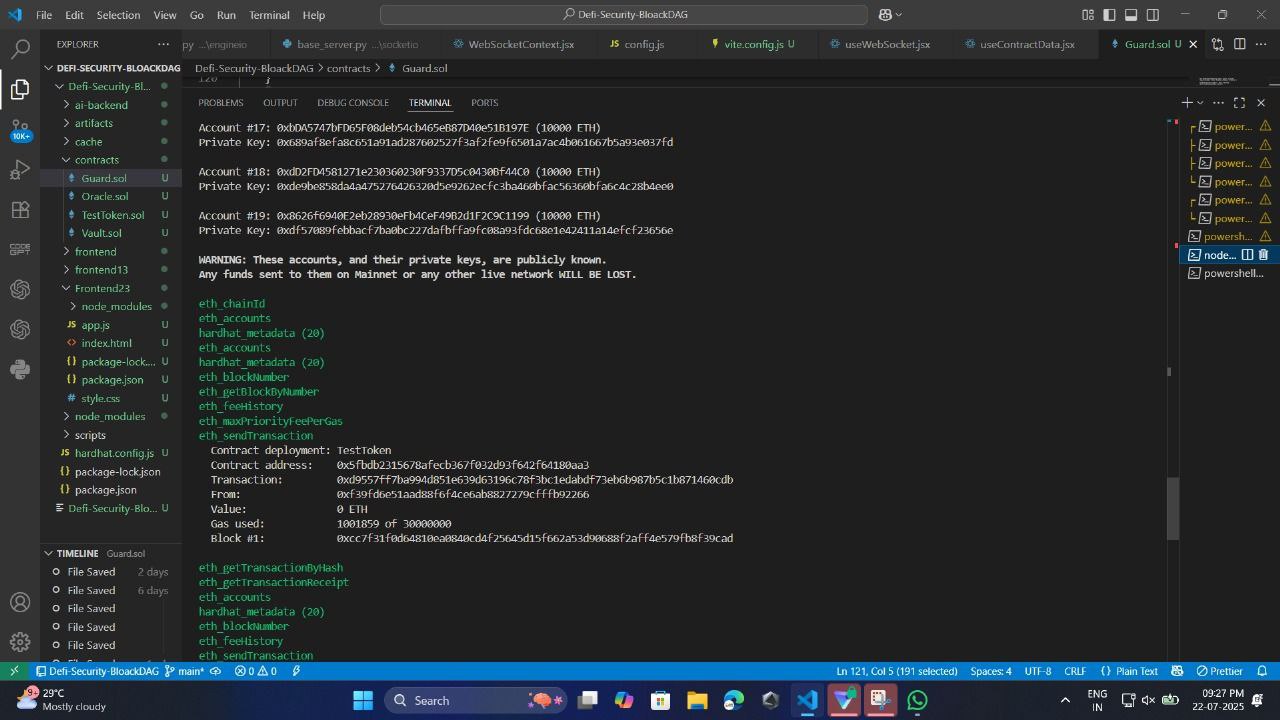 File Edit Selection View Go Run Terminal Help
Defi-Security-BloackDAG
EXPLORER
DEFI-SECURITY-BLOACKDAG
Defi-Security-Bl...
ai-backend
artifacts
cache
contracts
Guard.sol U
Oracle.sol U
TestToken.sol U
Vault.sol U
frontend
frontend13
Frontend23
node_modules
JS app.js U
index.html U
package-lock.... U
package.json U
# style.css U
node_modules
scripts
JS hardhat.config.js U
package-lock.json
package.json
Defi-Security-Blo... U
TIMELINE Guard.sol
File Saved 2 days
File Saved 6 days
File Saved
File Saved
File Saved
10K+
py ...\engineio base_server.py ...\socketio WebSocketContext.jsx JS config.js vite.config.js U useWebSocket.jsx useContractData.jsx Guard.sol U
Defi-Security-BloackDAG > contracts > Guard.sol
120 }
PROBLEMS OUTPUT DEBUG CONSOLE TERMINAL PORTS
Account #17: 0xbDA5747bFD65F08deb54cb465eB87D40e51B197E (10000 ETH)
Private Key: 0x689af8efa8c651a91ad287602527f3af2fe9f6501a7ac4b061667b5a93e037fd
Account #18: 0xdD2FD4581271e230360230F9337D5c0430Bf44C0 (10000 ETH)
Private Key: 0xde9be858da4a475276426320d5e9262ecfc3ba460bfac56360bfa6c4c28b4ee0
Account #19: 0x8626f6940E2eb28930eFb4CeF49B2d1F2C9C1199 (10000 ETH)
Private Key: 0xdf57089febbacf7ba0bc227dafbffa9fc08a93fdc68e1e42411a14efcf23656e
WARNING: These accounts, and their private keys, are publicly known.
Any funds sent to them on Mainnet or any other live network WILL BE LOST.
eth_chainId
eth_accounts
hardhat_metadata (20)
eth_accounts
hardhat_metadata (20)
eth_blockNumber
eth_getBlockByNumber
eth_feeHistory
eth_maxPriorityFeePerGas
eth_sendTransaction
Contract deployment: TestToken
Contract address: 0x5fbdb2315678afecb367f032d93f642f64180aa3
Transaction: 0xd9557ff7ba994d851e639d63196c78f3bc1edabdf73eb6b987b5c1b871460cdb
From: 0xf39fd6e51aad88f6f4ce6ab8827279cfffb92266
Value: 0 ETH
Gas used: 1001859 of 30000000
Block #1: 0xcc7f31f0d64810ea0840cd4f25645d15f662a53d90688f2aff4e579fb8f39cad
eth_getTransactionByHash
eth_getTransactionReceipt
eth_accounts
hardhat_metadata (20)
eth_blockNumber
eth_feeHistory
eth_sendTransaction
power...
power...
power...
power...
power...
power...
powersh...
node...
powershell...
Defi-Security-BloackDAG main* 0 0 Ln 121, Col 5 (191 selected) Spaces: 4 UTF-8 CRLF {} Plain Text Prettier
9+ 29°C
Mostly cloudy
Search
ENG
IN
09:27 PM
22-07-2025